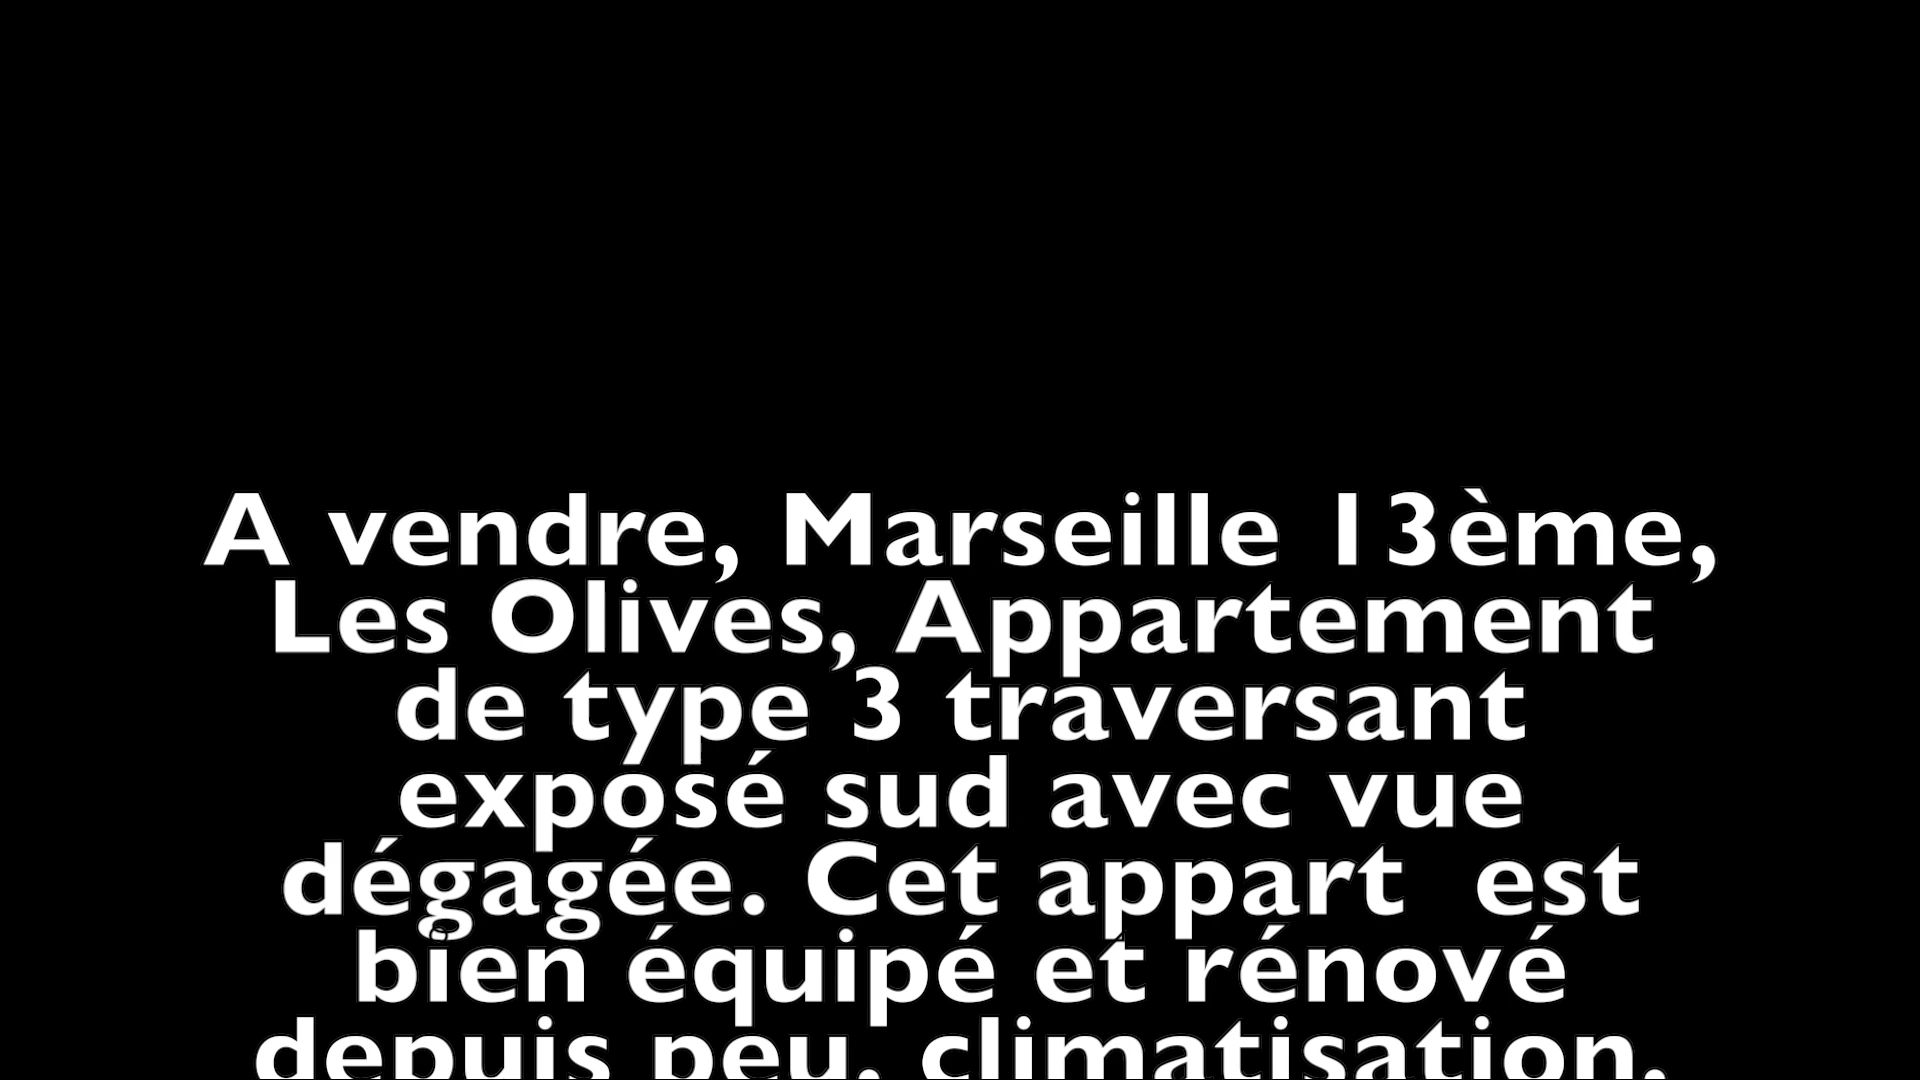 A vendre, Marseille 13ème,
Les Olives, Appartement
de type 3 traversant
exposé sud avec vue
dégagée. Cet appart  est
bien équipé et rénové
depuis peu, climatisation,